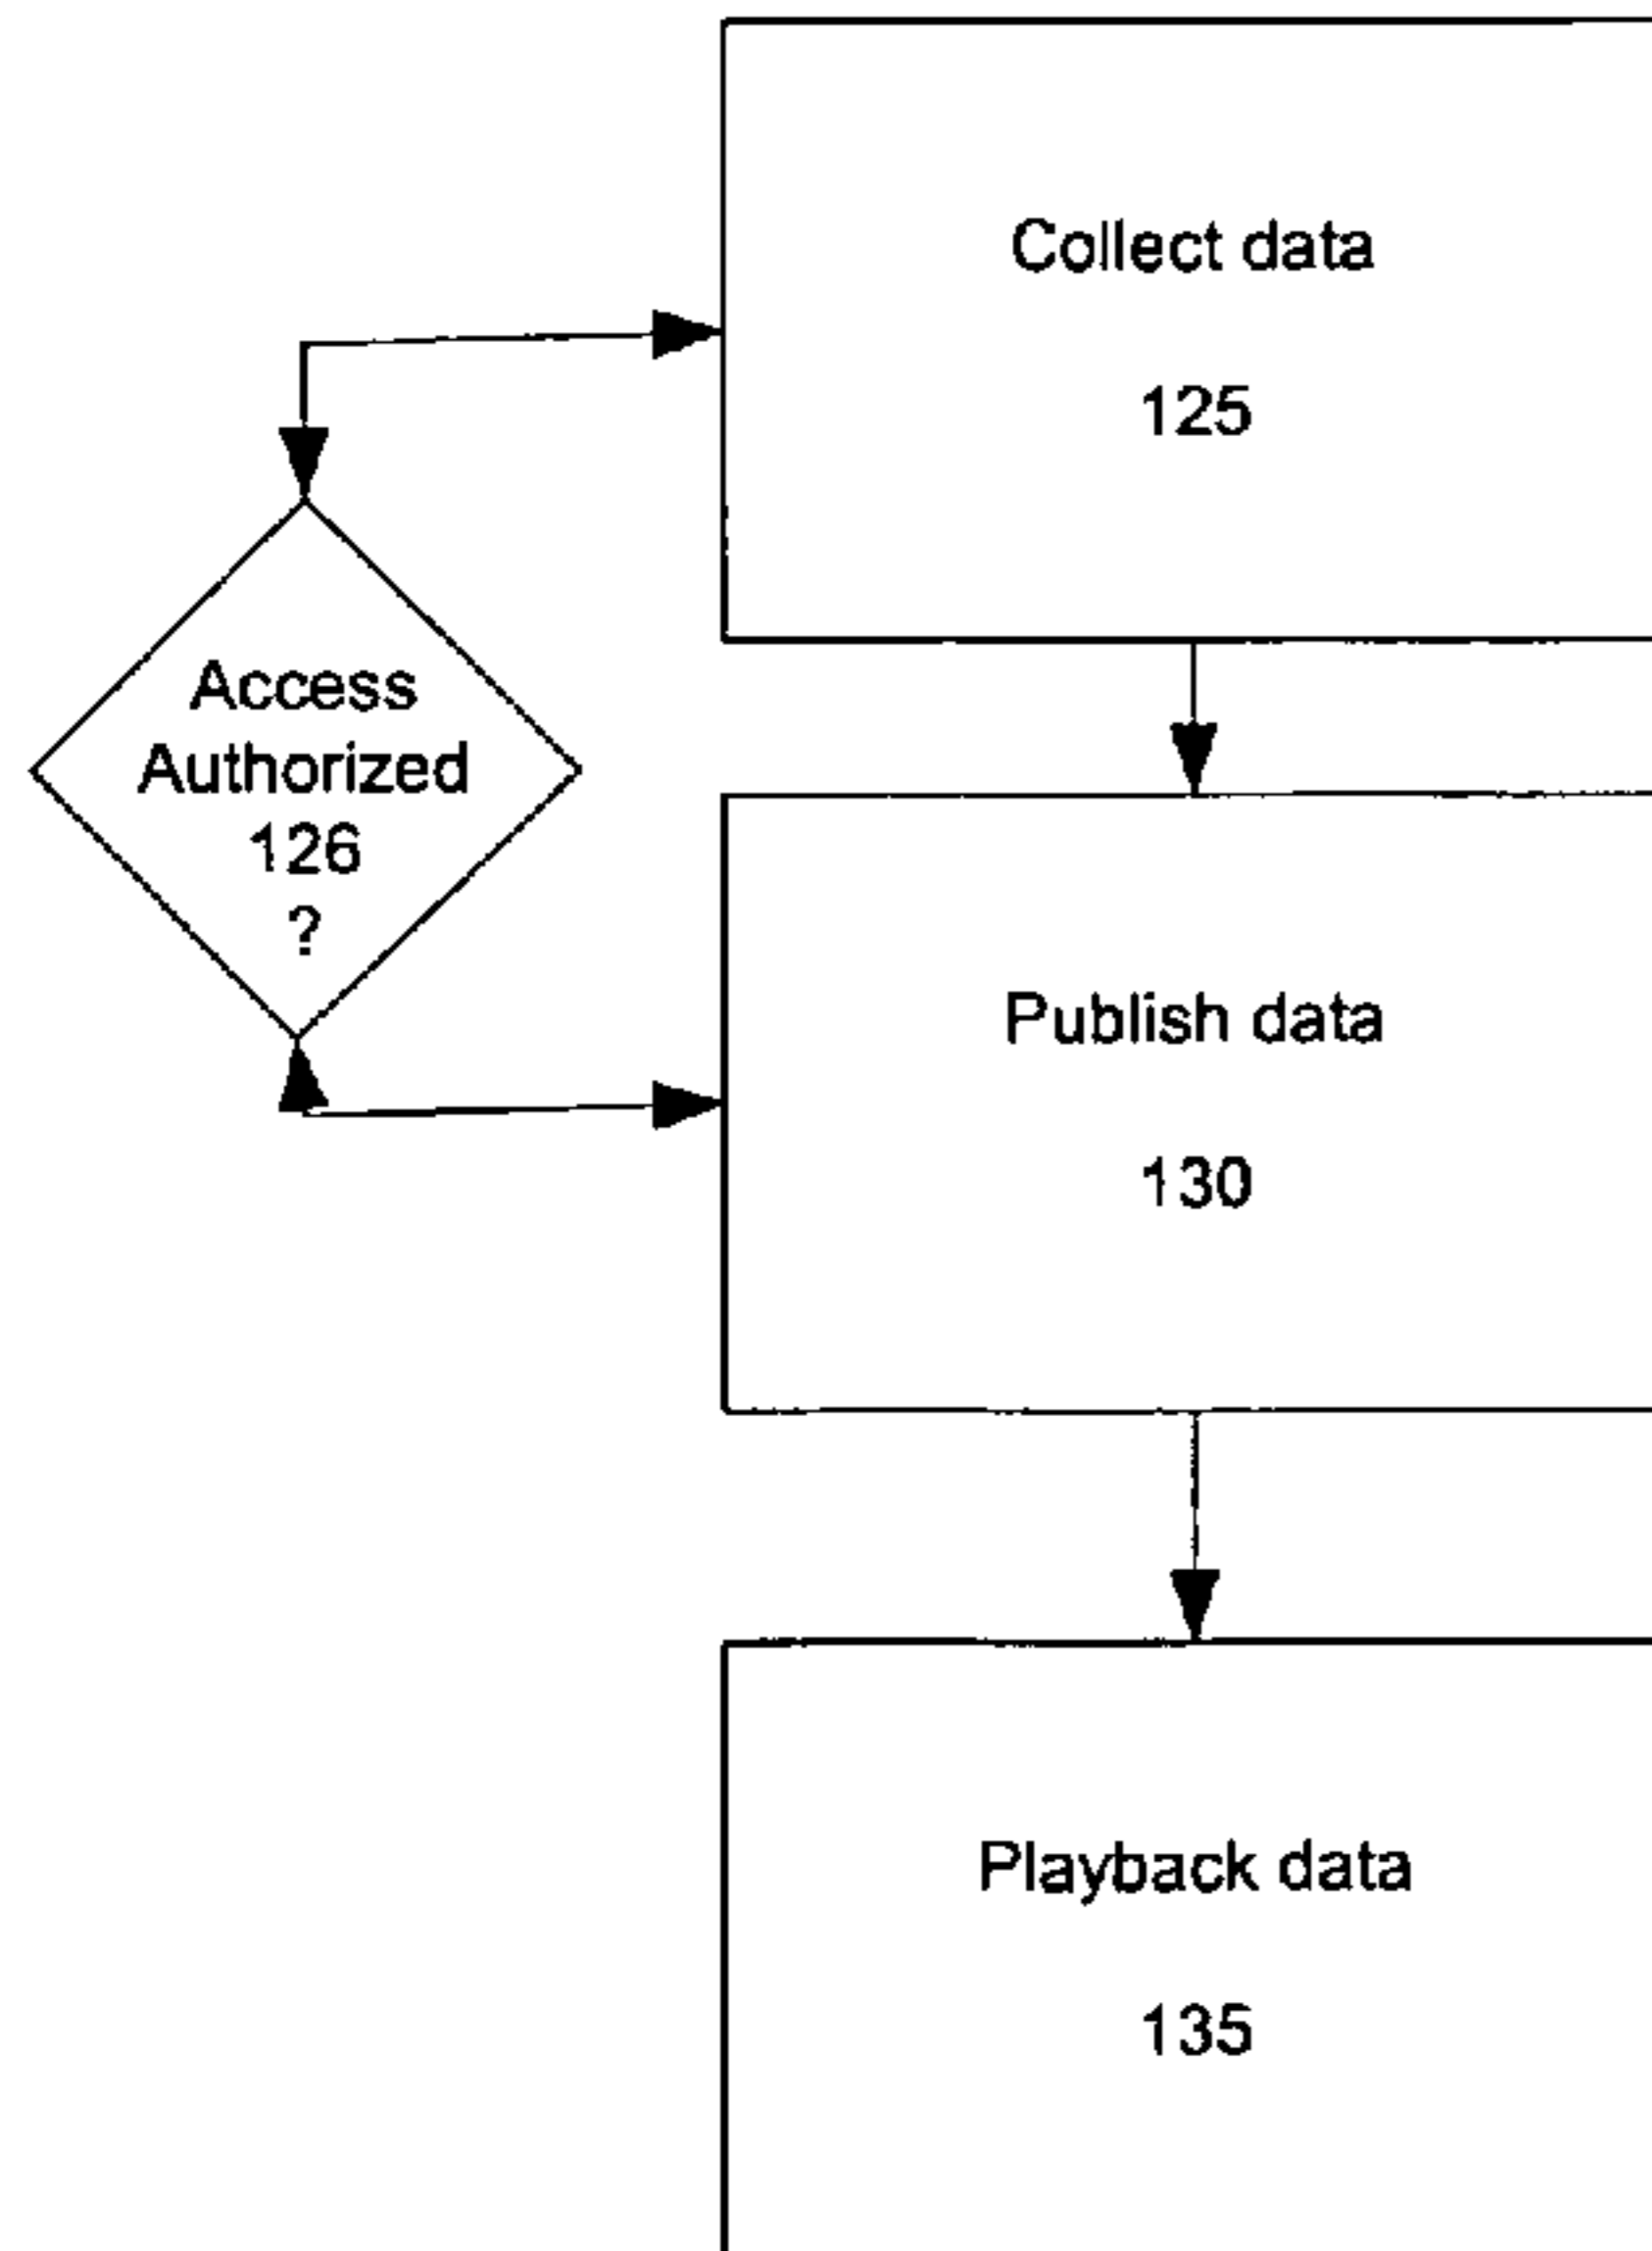 Collect data
125
Access
Authorized
126
?
Publish data
130
Playback data
135